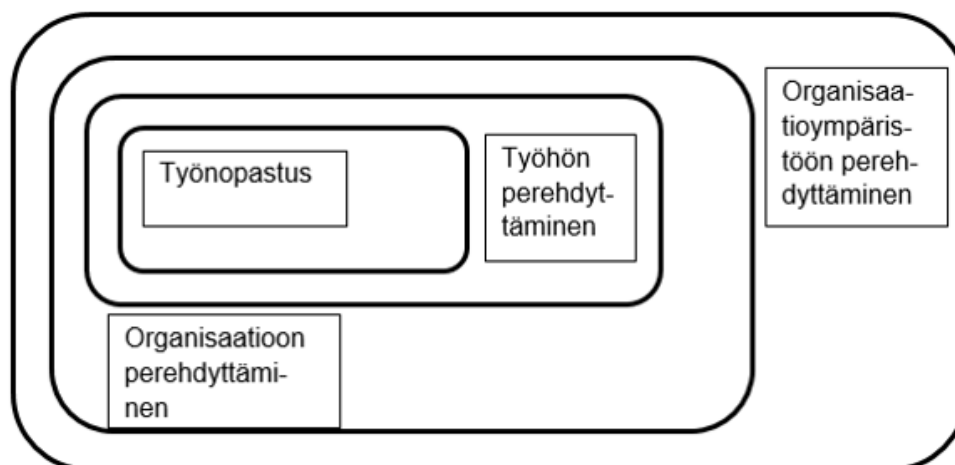 Työnopastus
Työhön
perehdyt-
täminen
Organisaa-
tioympäris-
töön pereh-
dyttäminen
Organisaatioon
perehdyttämi-
nen